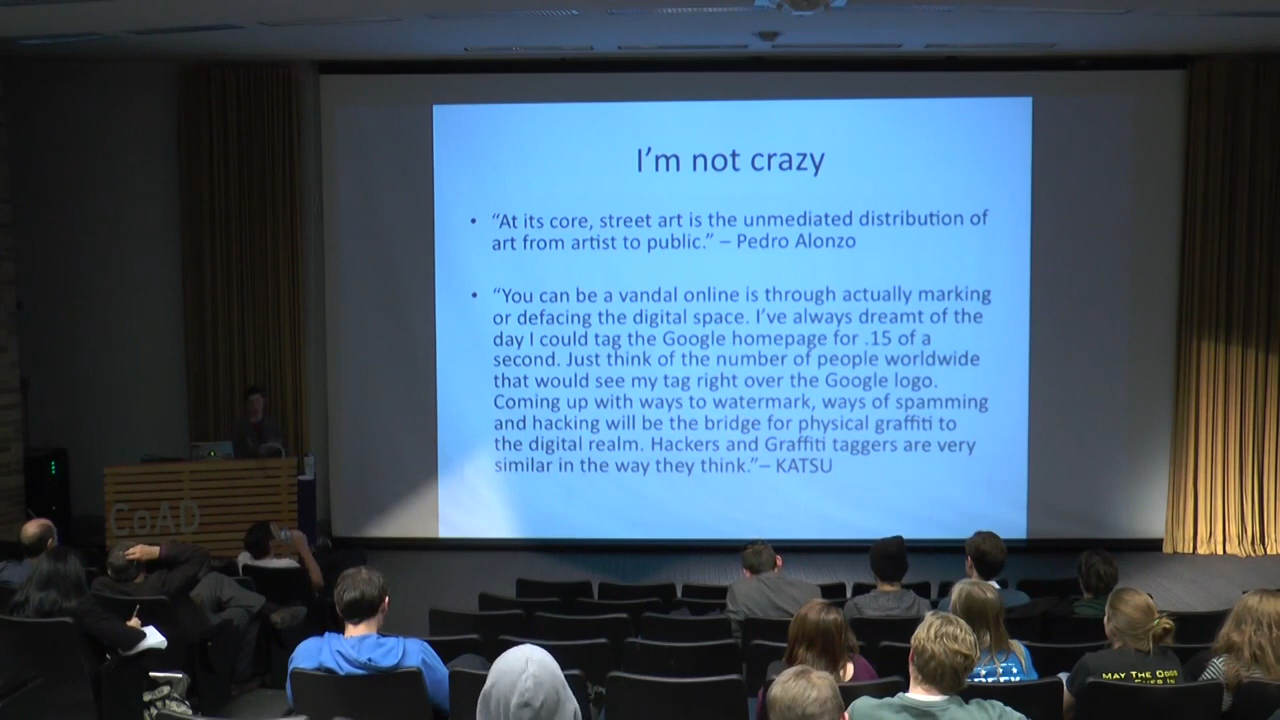 I'm not crazy
• “At its core, street art is the unmediated distribution of
art from artist to public.” – Pedro Alonzo
• “You can be a vandal online is through actually marking
or defacing the digital space. I've always dreamt of the
day I could tag the Google homepage for .15 of a
second. Just think of the number of people worldwide
that would see my tag right over the Google logo.
Coming up with ways to watermark, ways of spamming
and hacking will be the bridge for physical graffiti to
the digital realm. Hackers and Graffiti taggers are very
similar in the way they think.”– KATSU
CoAD
MAY THE ODDS
EVER